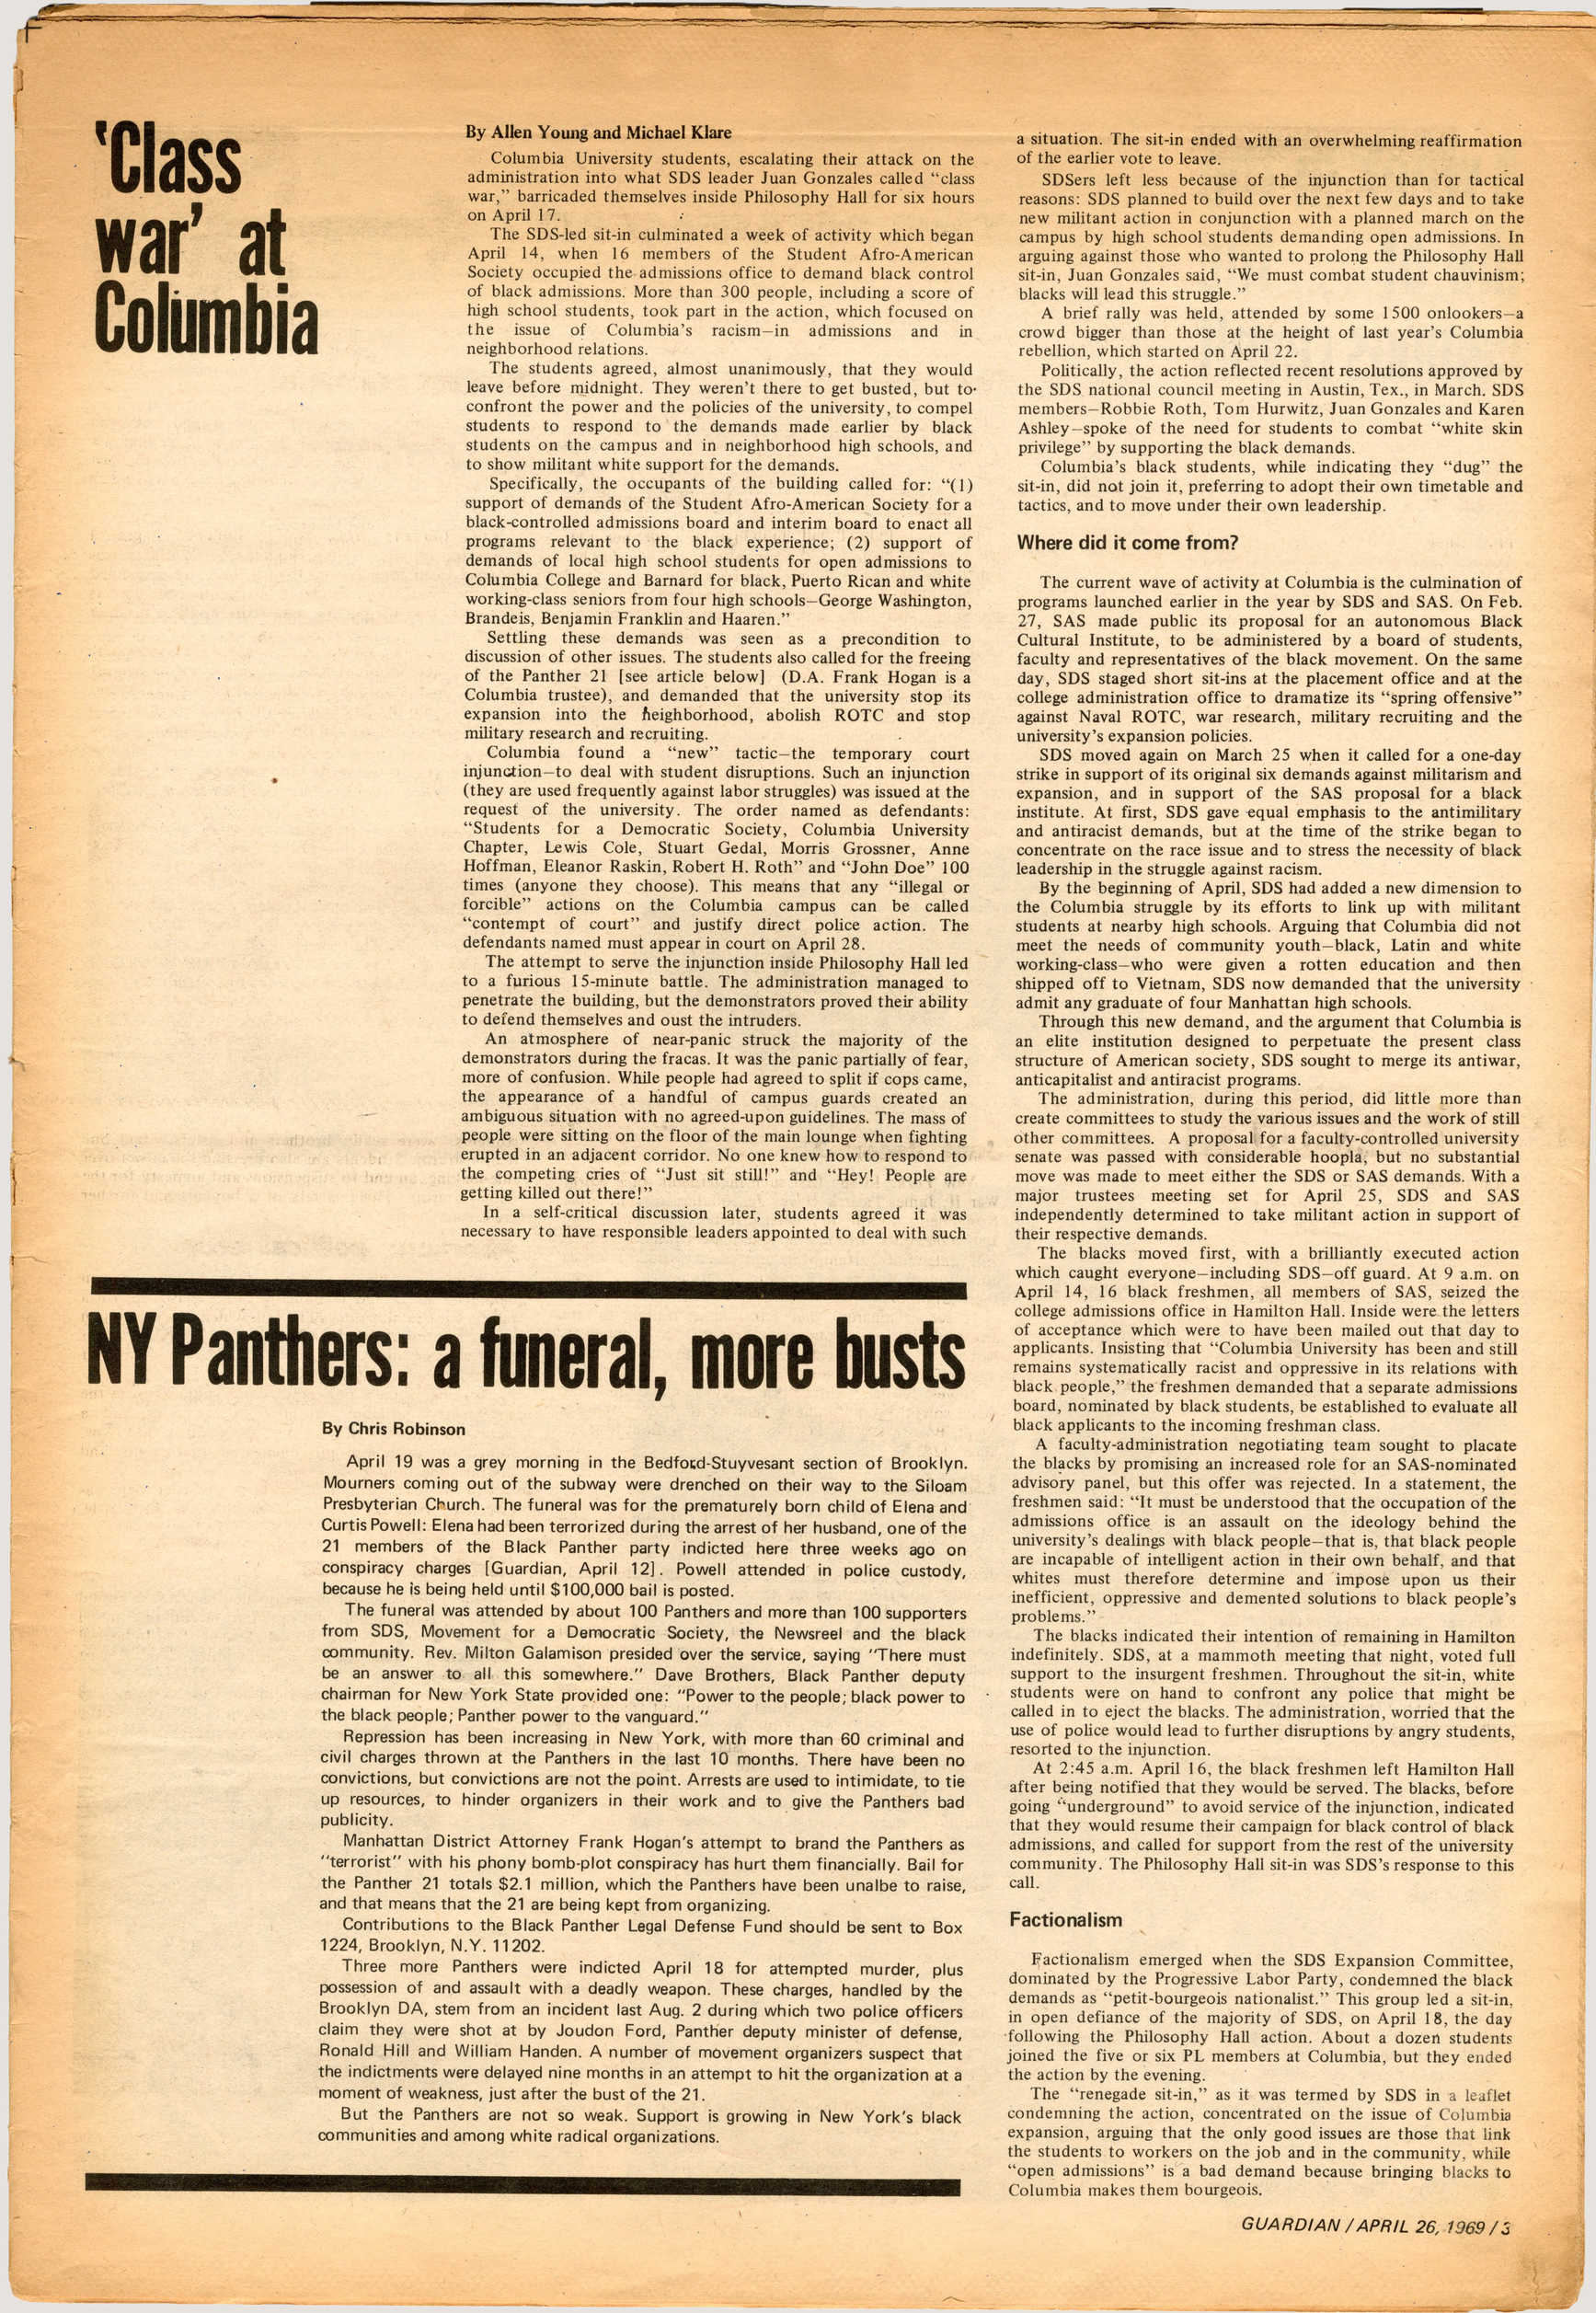 'Class
war' at
Columbia
By Allen Young and Michael Klare
Columbia University students, escalating their attack on the
administration into what SDS leader Juan Gonzales called "class
war," barricaded themselves inside Philosophy Hall for six hours
on April 17.
The SDS-led sit-in culminated a week of activity which began
April 14, when 16 members of the Student Afro-American
Society occupied the admissions office to demand black control
of black admissions. More than 300 people, including a score of
high school students, took part in the action, which focused on
the issue of Columbia's racism—in admissions and in
neighborhood relations.
The students agreed, almost unanimously, that they would
leave before midnight. They weren't there to get busted, but to
confront the power and the policies of the university, to compel
students to respond to the demands made earlier by black
students on the campus and in neighborhood high schools, and
to show militant white support for the demands.
Specifically, the occupants of the building called for: "(1)
support of demands of the Student Afro-American Society for a
black-controlled admissions board and interim board to enact all
programs relevant to the black experience; (2) support of
demands of local high school students for open admissions to
Columbia College and Barnard for black, Puerto Rican and white
working-class seniors from four high schools—George Washington,
Brandeis, Benjamin Franklin and Haaren."
Settling these demands was seen as a precondition to
discussion of other issues. The students also called for the freeing
of the Panther 21 [see article below] (D.A. Frank Hogan is a
Columbia trustee), and demanded that the university stop its
expansion into the neighborhood, abolish ROTC and stop
military research and recruiting.
Columbia found a "new" tactic—the temporary court
injunction—to deal with student disruptions. Such an injunction
(they are used frequently against labor struggles) was issued at the
request of the university. The order named as defendants:
"Students for a Democratic Society, Columbia University
Chapter, Lewis Cole, Stuart Gedal, Morris Grossner, Anne
Hoffman, Eleanor Raskin, Robert H. Roth" and "John Doe" 100
times (anyone they choose). This means that any "illegal or
forcible" actions on the Columbia campus can be called
"contempt of court" and justify direct police action. The
defendants named must appear in court on April 28.
The attempt to serve the injunction inside Philosophy Hall led
to a furious 15-minute battle. The administration managed to
penetrate the building, but the demonstrators proved their ability
to defend themselves and oust the intruders.
An atmosphere of near-panic struck the majority of the
demonstrators during the fracas. It was the panic partially of fear,
more of confusion. While people had agreed to split if cops came,
the appearance of a handful of campus guards created an
ambiguous situation with no agreed-upon guidelines. The mass of
people were sitting on the floor of the main lounge when fighting
erupted in an adjacent corridor. No one knew how to respond to
the competing cries of "Just sit still!" and "Hey! People are
getting killed out there!"
In a self-critical discussion later, students agreed it was
necessary to have responsible leaders appointed to deal with such
a situation. The sit-in ended with an overwhelming reaffirmation
of the earlier vote to leave.
SDSers left less because of the injunction than for tactical
reasons: SDS planned to build over the next few days and to take
new militant action in conjunction with a planned march on the
campus by high school students demanding open admissions. In
arguing against those who wanted to prolong the Philosophy Hall
sit-in, Juan Gonzales said, "We must combat student chauvinism;
blacks will lead this struggle."
A brief rally was held, attended by some 1500 onlookers—a
crowd bigger than those at the height of last year's Columbia
rebellion, which started on April 22.
Politically, the action reflected recent resolutions approved by
the SDS national council meeting in Austin, Tex., in March. SDS
members—Robbie Roth, Tom Hurwitz, Juan Gonzales and Karen
Ashley—spoke of the need for students to combat "white skin
privilege" by supporting the black demands.
Columbia's black students, while indicating they "dug" the
sit-in, did not join it, preferring to adopt their own timetable and
tactics, and to move under their own leadership.
Where did it come from?
The current wave of activity at Columbia is the culmination of
programs launched earlier in the year by SDS and SAS. On Feb.
27, SAS made public its proposal for an autonomous Black
Cultural Institute, to be administered by a board of students,
faculty and representatives of the black movement. On the same
day, SDS staged short sit-ins at the placement office and at the
college administration office to dramatize its "spring offensive"
against Naval ROTC, war research, military recruiting and the
university's expansion policies.
SDS moved again on March 25 when it called for a one-day
strike in support of its original six demands against militarism and
expansion, and in support of the SAS proposal for a black
institute. At first, SDS gave equal emphasis to the antimilitary
and antiracist demands, but at the time of the strike began to
concentrate on the race issue and to stress the necessity of black
leadership in the struggle against racism.
By the beginning of April, SDS had added a new dimension to
the Columbia struggle by its efforts to link up with militant
students at nearby high schools. Arguing that Columbia did not
meet the needs of community youth—black, Latin and white
working-class—who were given a rotten education and then
shipped off to Vietnam, SDS now demanded that the university
admit any graduate of four Manhattan high schools.
Through this new demand, and the argument that Columbia is
an elite institution designed to perpetuate the present class
structure of American society, SDS sought to merge its antiwar,
anticapitalist and antiracist programs.
The administration, during this period, did little more than
create committees to study the various issues and the work of still
other committees. A proposal for a faculty-controlled university
senate was passed with considerable hoopla, but no substantial
move was made to meet either the SDS or SAS demands. With a
major trustees meeting set for April 25, SDS and SAS
independently determined to take militant action in support of
their respective demands.
The blacks moved first, with a brilliantly executed action
which caught everyone—including SDS—off guard. At 9 a.m. on
April 14, 16 black freshmen, all members of SAS, seized the
college admissions office in Hamilton Hall. Inside were the letters
of acceptance which were to have been mailed out that day to
applicants. Insisting that "Columbia University has been and still
remains systematically racist and oppressive in its relations with
black people," the freshmen demanded that a separate admissions
board, nominated by black students, be established to evaluate all
black applicants to the incoming freshman class.
A faculty-administration negotiating team sought to placate
the blacks by promising an increased role for an SAS-nominated
advisory panel, but this offer was rejected. In a statement, the
freshmen said: "It must be understood that the occupation of the
admissions office is an assault on the ideology behind the
university's dealings with black people—that is, that black people
are incapable of intelligent action in their own behalf, and that
whites must therefore determine and impose upon us their
inefficient, oppressive and demented solutions to black people's
problems."
The blacks indicated their intention of remaining in Hamilton
indefinitely. SDS, at a mammoth meeting that night, voted full
support to the insurgent freshmen. Throughout the sit-in, white
students were on hand to confront any police that might be
called in to eject the blacks. The administration, worried that the
use of police would lead to further disruptions by angry students,
resorted to the injunction.
At 2:45 a.m. April 16, the black freshmen left Hamilton Hall
after being notified that they would be served. The blacks, before
going "underground" to avoid service of the injunction, indicated
that they would resume their campaign for black control of black
admissions, and called for support from the rest of the university
community. The Philosophy Hall sit-in was SDS's response to this
call.
Factionalism
Factionalism emerged when the SDS Expansion Committee,
dominated by the Progressive Labor Party, condemned the black
demands as "petit-bourgeois nationalist." This group led a sit-in,
in open defiance of the majority of SDS, on April 18, the day
following the Philosophy Hall action. About a dozen students
joined the five or six PL members at Columbia, but they ended
the action by the evening.
The "renegade sit-in," as it was termed by SDS in a leaflet
condemning the action, concentrated on the issue of Columbia
expansion, arguing that the only good issues are those that link
the students to workers on the job and in the community, while
"open admissions" is a bad demand because bringing blacks to
Columbia makes them bourgeois.
NY Panthers: a funeral, more busts
By Chris Robinson
April 19 was a grey morning in the Bedford-Stuyvesant section of Brooklyn.
Mourners coming out of the subway were drenched on their way to the Siloam
Presbyterian Church. The funeral was for the prematurely born child of Elena and
Curtis Powell: Elena had been terrorized during the arrest of her husband, one of the
21 members of the Black Panther party indicted here three weeks ago on
conspiracy charges [Guardian, April 12]. Powell attended in police custody,
because he is being held until $100,000 bail is posted.
The funeral was attended by about 100 Panthers and more than 100 supporters
from SDS, Movement for a Democratic Society, the Newsreel and the black
community. Rev. Milton Galamison presided over the service, saying "There must
be an answer to all this somewhere." Dave Brothers, Black Panther deputy
chairman for New York State provided one: "Power to the people; black power to
the black people; Panther power to the vanguard."
Repression has been increasing in New York, with more than 60 criminal and
civil charges thrown at the Panthers in the last 10 months. There have been no
convictions, but convictions are not the point. Arrests are used to intimidate, to tie
up resources, to hinder organizers in their work and to give the Panthers bad
publicity.
Manhattan District Attorney Frank Hogan's attempt to brand the Panthers as
"terrorist" with his phony bomb-plot conspiracy has hurt them financially. Bail for
the Panther 21 totals $2.1 million, which the Panthers have been unalbe to raise,
and that means that the 21 are being kept from organizing.
Contributions to the Black Panther Legal Defense Fund should be sent to Box
1224, Brooklyn, N.Y. 11202.
Three more Panthers were indicted April 18 for attempted murder, plus
possession of and assault with a deadly weapon. These charges, handled by the
Brooklyn DA, stem from an incident last Aug. 2 during which two police officers
claim they were shot at by Joudon Ford, Panther deputy minister of defense,
Ronald Hill and William Handen. A number of movement organizers suspect that
the indictments were delayed nine months in an attempt to hit the organization at a
moment of weakness, just after the bust of the 21.
But the Panthers are not so weak. Support is growing in New York's black
communities and among white radical organizations.
GUARDIAN / APRIL 26, 1969 / 3